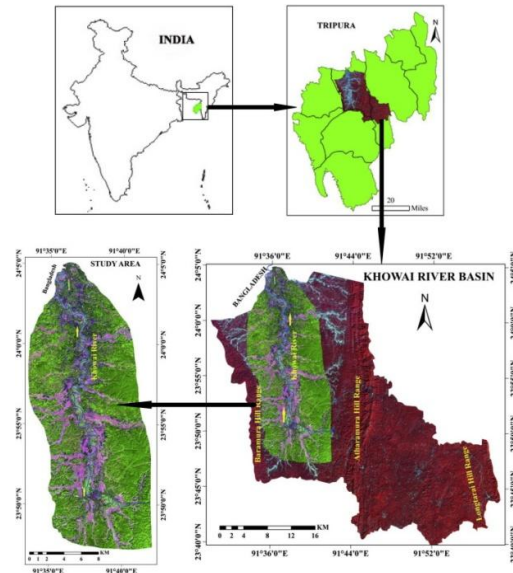 INDIA
TRIPURA
N
20
Miles
91°35'0"E 91°40'0"E
STUDY AREA
Bangladesh
N
24°5'0"N
24°0'0"N
23°55'0"N
23°50'0"N
Khowai River
0 1 2 4 6 8
KM
91°35'0"E 91°40'0"E
91°36'0"E 91°44'0"E 91°52'0"E
KHOWAI RIVER BASIN
BANGLADESH
N
24°5'0"N
24°0'0"N
23°55'0"N
23°50'0"N
23°45'0"N
23°40'0"N
Khowai River
Baramura Hill Range
Atharamura Hill Range
Longtarai Hill Range
0 2 4 8 12 16
KM
91°36'0"E 91°44'0"E 91°52'0"E